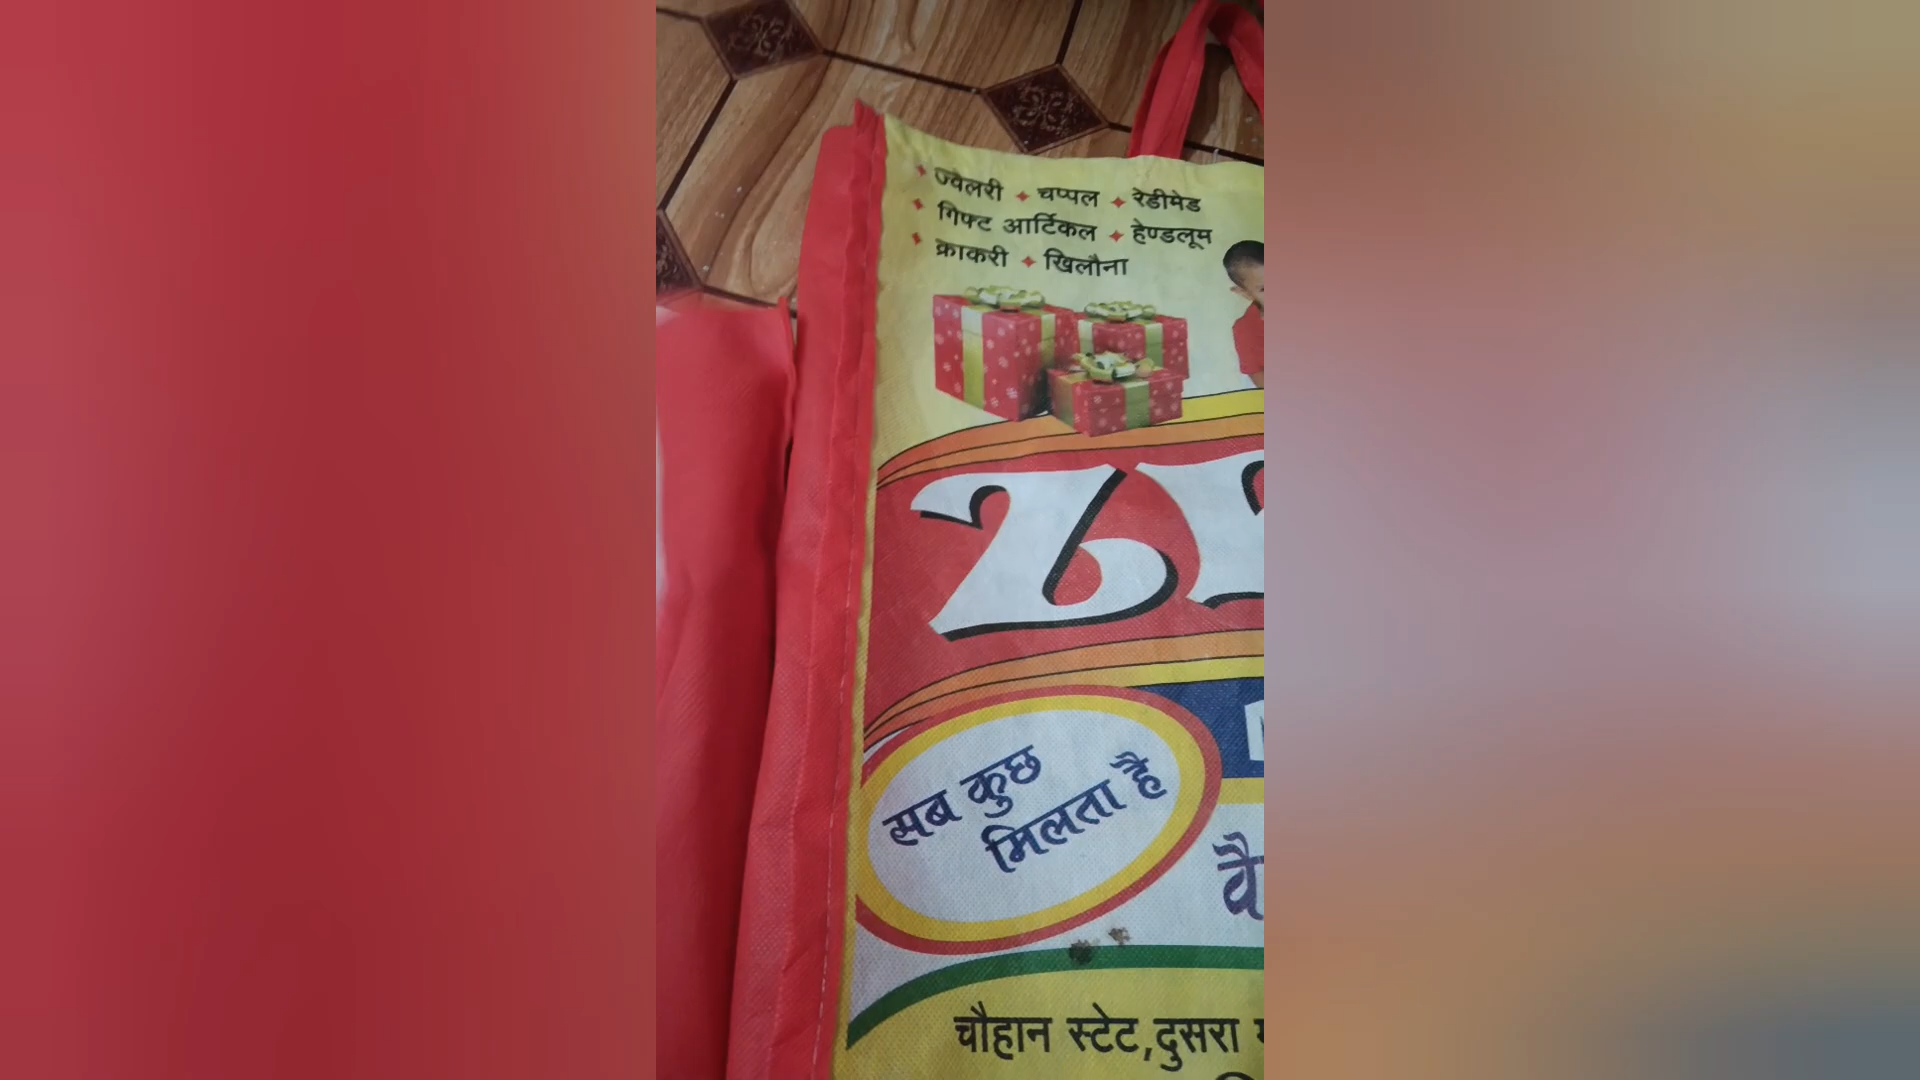 ज्वेलरी ✦ चप्पल ✦ रेडीमेड
गिफ्ट आर्टिकल ✦ हेण्डलूम
क्राकरी ✦ खिलौना
सब कुछ
मिलता है
चौहान स्टेट,दुसरा